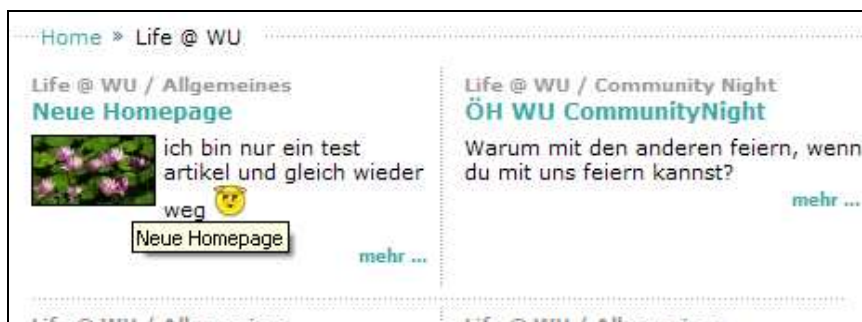 Home » Life @ WU
Life @ WU / Allgemeines
Neue Homepage
ich bin nur ein test
artikel und gleich wieder
weg
Neue Homepage
mehr ...
Life @ WU / Community Night
ÖH WU CommunityNight
Warum mit den anderen feiern, wenn
du mit uns feiern kannst?
mehr ...